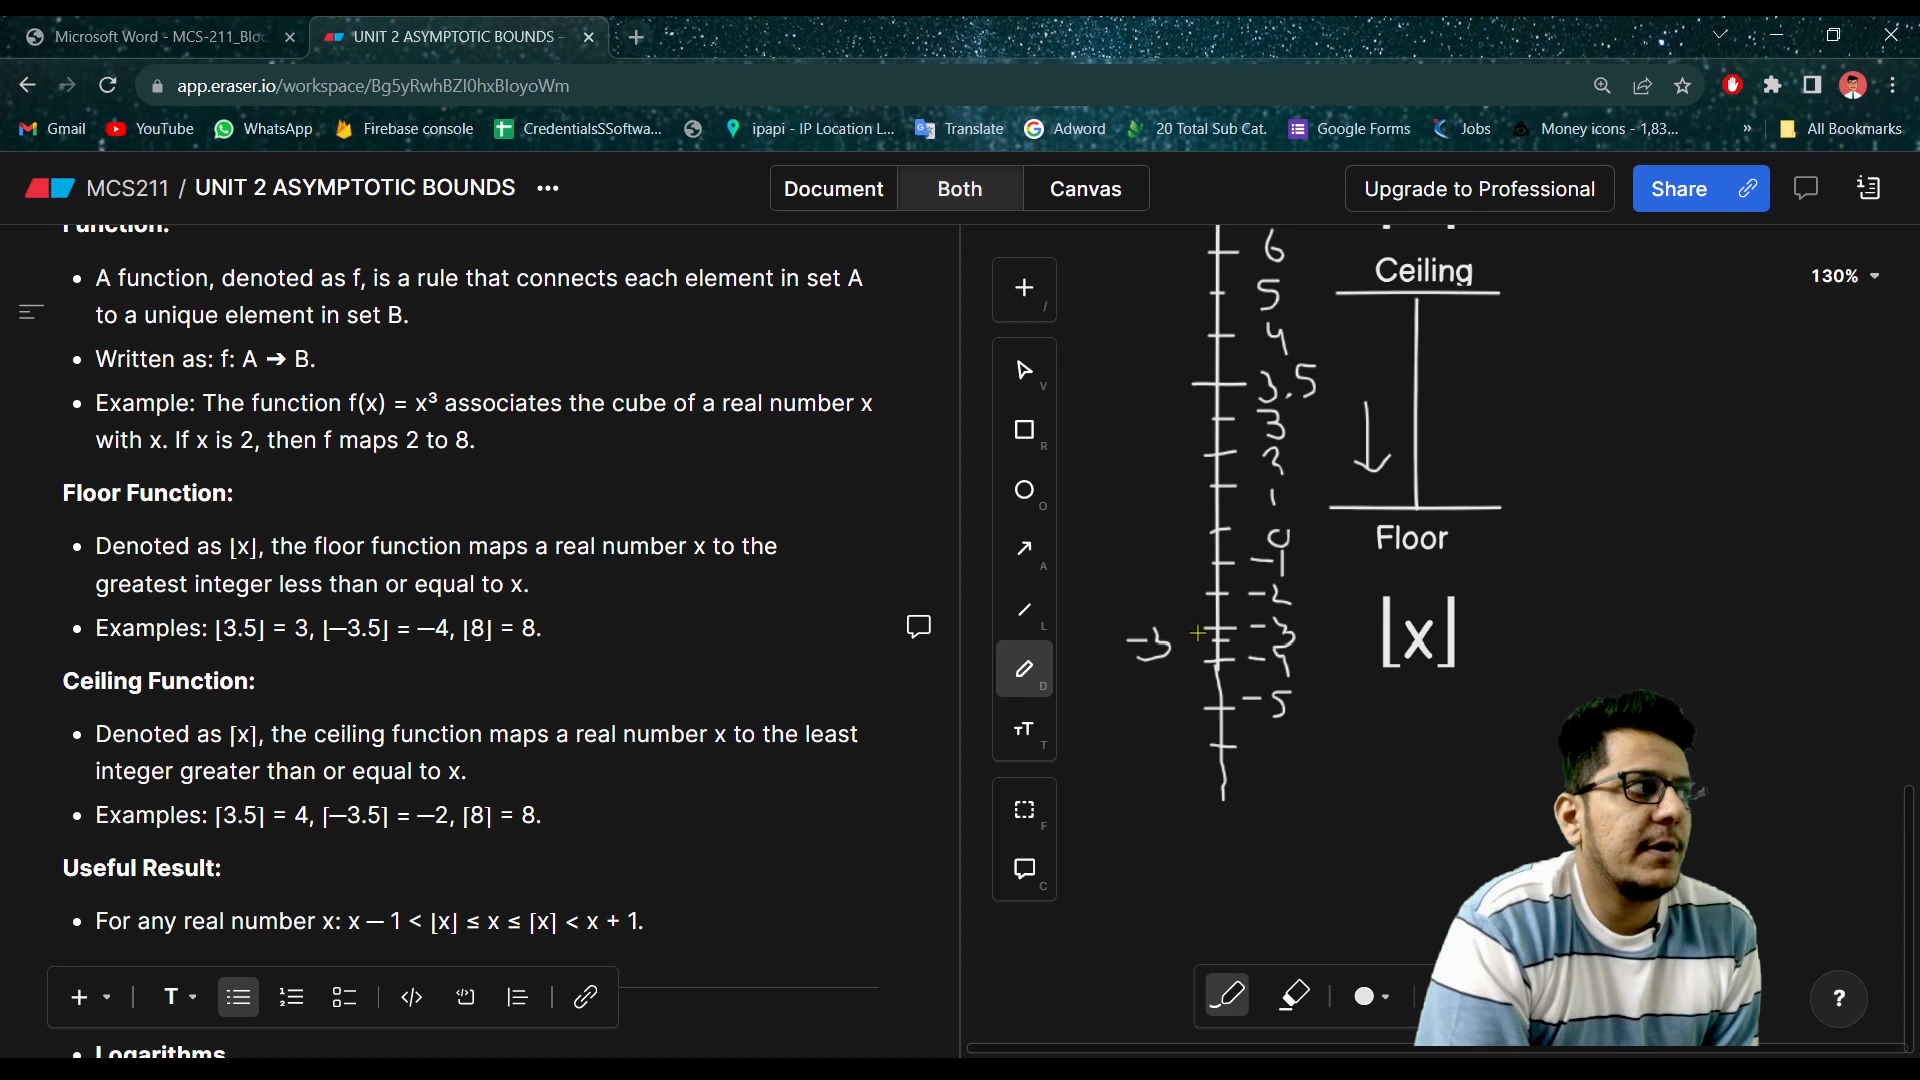 Microsoft Word - MCS-211_Bloc
UNIT 2 ASYMPTOTIC BOUNDS -
app.eraser.io/workspace/Bg5yRwhBZI0hxBIoyoWm
Gmail
YouTube
WhatsApp
Firebase console
CredentialsSSoftwa...
ipapi - IP Location L...
Translate
Adword
20 Total Sub Cat.
Google Forms
Jobs
Money icons - 1,83...
»
All Bookmarks
MCS211 / UNIT 2 ASYMPTOTIC BOUNDS
Document
Both
Canvas
Upgrade to Professional
Share
Function:
• A function, denoted as f, is a rule that connects each element in set A
to a unique element in set B.
• Written as: f: A ➔ B.
• Example: The function f(x) = x³ associates the cube of a real number x
with x. If x is 2, then f maps 2 to 8.
Floor Function:
• Denoted as ⌊x⌋, the floor function maps a real number x to the
greatest integer less than or equal to x.
• Examples: ⌊3.5⌋ = 3, ⌊—3.5⌋ = —4, ⌊8⌋ = 8.
Ceiling Function:
• Denoted as ⌈x⌉, the ceiling function maps a real number x to the least
integer greater than or equal to x.
• Examples: ⌈3.5⌉ = 4, ⌈—3.5⌉ = —2, ⌈8⌉ = 8.
Useful Result:
• For any real number x: x — 1 < ⌊x⌋ ≤ x ≤ ⌈x⌉ < x + 1.
T
• Logarithms
/
V
R
O
A
L
D
TT
T
F
C
6
5
4
3.5
3
2
1
0
-1
-2
-3
-4
-5
-3
Ceiling
Floor
⌊x⌋
130%
?